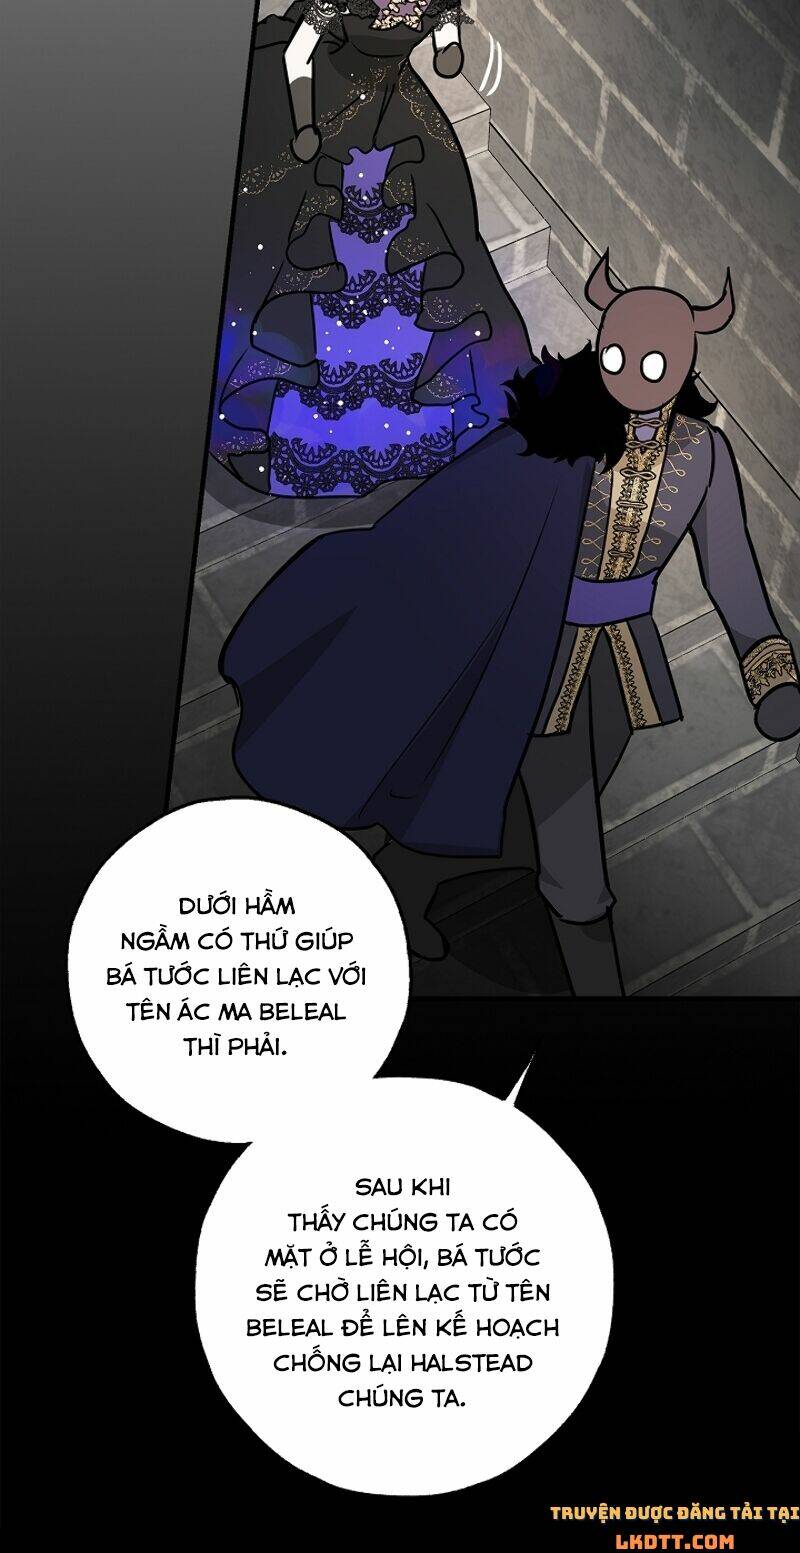 DƯỚI HẦM
NGẦM CÓ THỨ GIÚP
BÁ TƯỚC LIÊN LẠC VỚI
TÊN ÁC MA BELEAL
THÌ PHẢI.
SAU KHI
THẤY CHÚNG TA CÓ
MẶT Ở LỄ HỘI, BÁ TƯỚC
SẼ CHỜ LIÊN LẠC TỪ TÊN
BELEAL ĐỂ LÊN KẾ HOẠCH
CHỐNG LẠI HALSTEAD
CHÚNG TA.
TRUYỆN ĐƯỢC ĐĂNG TẢI TẠI
LKDTT.COM